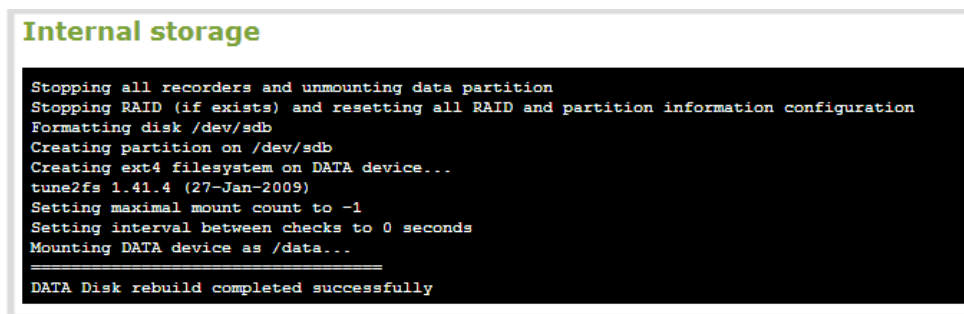 Internal storage
Stopping all recorders and unmounting data partition
Stopping RAID (if exists) and resetting all RAID and partition information configuration
Formatting disk /dev/sdb
Creating partition on /dev/sdb
Creating ext4 filesystem on DATA device...
tune2fs 1.41.4 (27-Jan-2009)
Setting maximal mount count to -1
Setting interval between checks to 0 seconds
Mounting DATA device as /data...
===================================
DATA Disk rebuild completed successfully